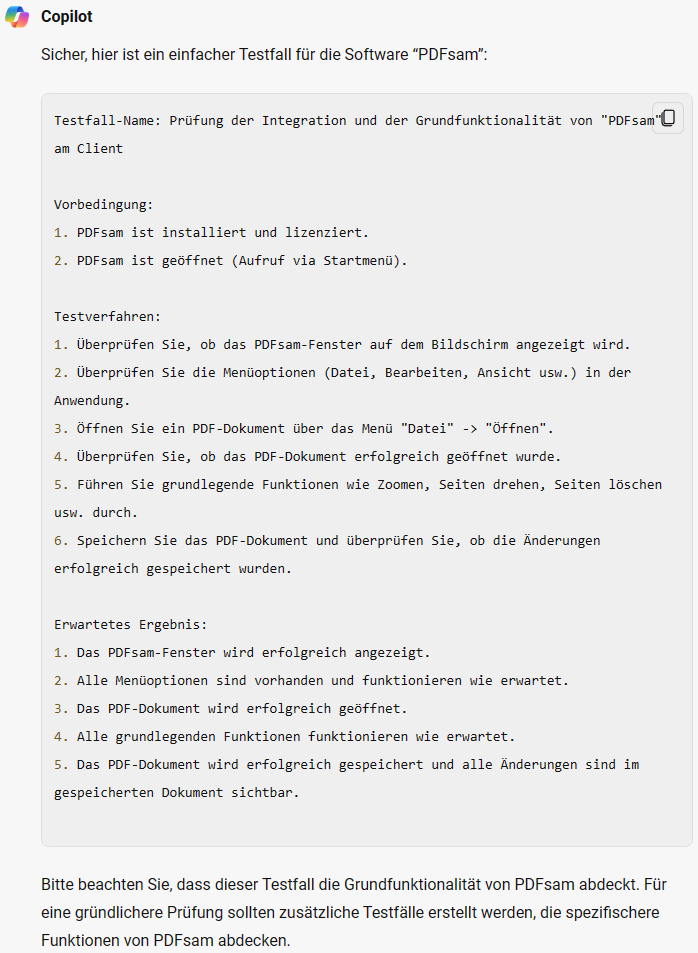 Copilot
Sicher, hier ist ein einfacher Testfall für die Software “PDFsam”:
Testfall-Name: Prüfung der Integration und der Grundfunktionalität von "PDFsam"
am Client
Vorbedingung:
1. PDFsam ist installiert und lizenziert.
2. PDFsam ist geöffnet (Aufruf via Startmenü).
Testverfahren:
1. Überprüfen Sie, ob das PDFsam-Fenster auf dem Bildschirm angezeigt wird.
2. Überprüfen Sie die Menüoptionen (Datei, Bearbeiten, Ansicht usw.) in der
Anwendung.
3. Öffnen Sie ein PDF-Dokument über das Menü "Datei" -> "Öffnen".
4. Überprüfen Sie, ob das PDF-Dokument erfolgreich geöffnet wurde.
5. Führen Sie grundlegende Funktionen wie Zoomen, Seiten drehen, Seiten löschen
usw. durch.
6. Speichern Sie das PDF-Dokument und überprüfen Sie, ob die Änderungen
erfolgreich gespeichert wurden.
Erwartetes Ergebnis:
1. Das PDFsam-Fenster wird erfolgreich angezeigt.
2. Alle Menüoptionen sind vorhanden und funktionieren wie erwartet.
3. Das PDF-Dokument wird erfolgreich geöffnet.
4. Alle grundlegenden Funktionen funktionieren wie erwartet.
5. Das PDF-Dokument wird erfolgreich gespeichert und alle Änderungen sind im
gespeicherten Dokument sichtbar.
Bitte beachten Sie, dass dieser Testfall die Grundfunktionalität von PDFsam abdeckt. Für
eine gründlichere Prüfung sollten zusätzliche Testfälle erstellt werden, die spezifischere
Funktionen von PDFsam abdecken.